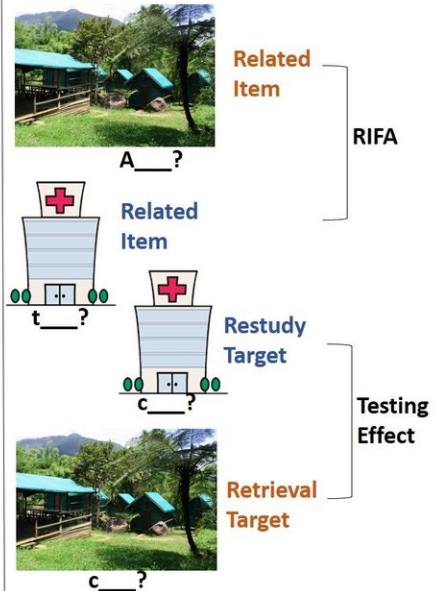 Related
Item
A___?
RIFA
Related
Item
t___?
Restudy
Target
c___?
Testing
Effect
Retrieval
Target
c___?